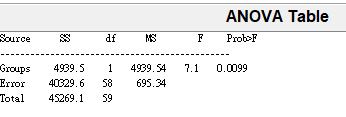 ANOVA Table
Source SS df MS F Prob>F
Groups 4939.5 1 4939.54 7.1 0.0099
Error 40329.6 58 695.34
Total 45269.1 59